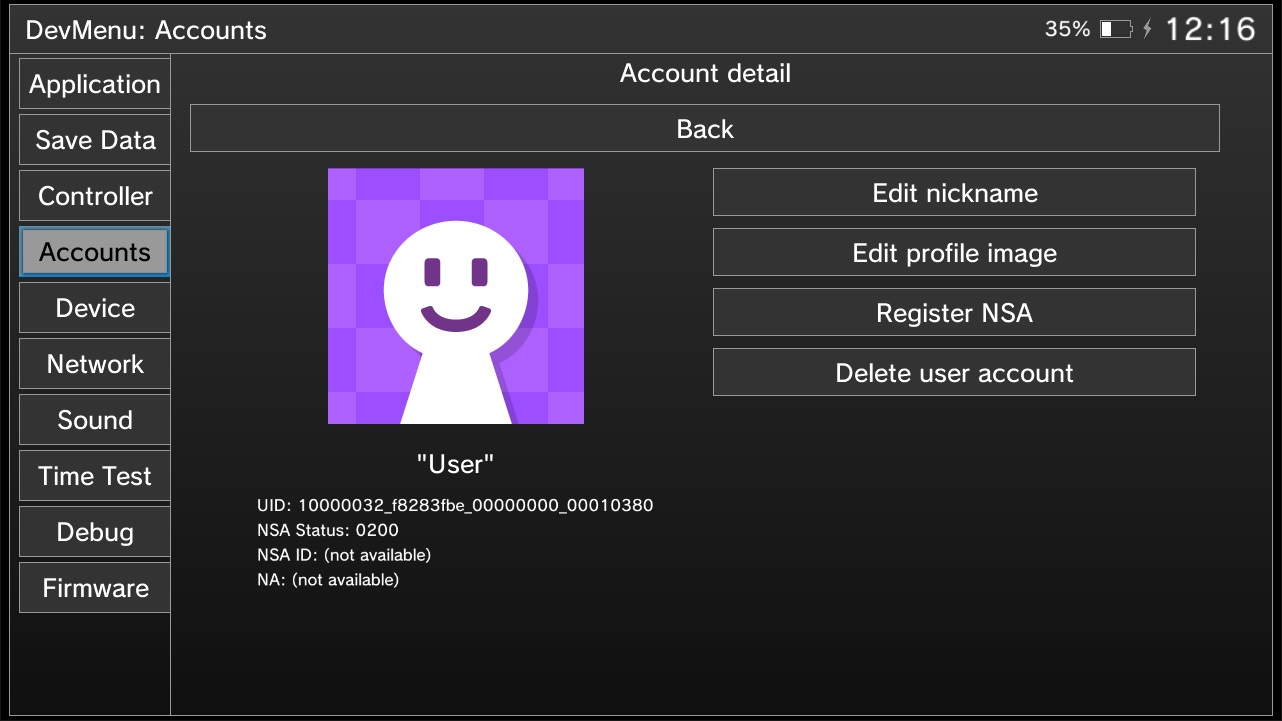 DevMenu: Accounts
35%
12:16
Application
Save Data
Controller
Accounts
Device
Network
Sound
Time Test
Debug
Firmware
Account detail
Back
Edit nickname
Edit profile image
Register NSA
Delete user account
"User"
UID: 10000032_f8283fbe_00000000_00010380
NSA Status: 0200
NSA ID: (not available)
NA: (not available)